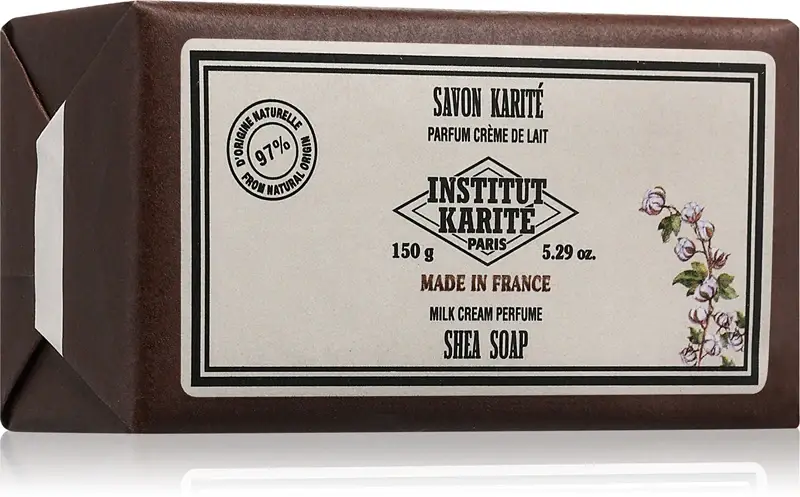 SAVON KARITÉ
PARFUM CRÈME DE LAIT
D'ORIGINE NATURELLE
97%
FROM NATURAL ORIGIN
INSTITUT
KARITÉ
PARIS
150 g 5.29 oz.
MADE IN FRANCE
MILK CREAM PERFUME
SHEA SOAP